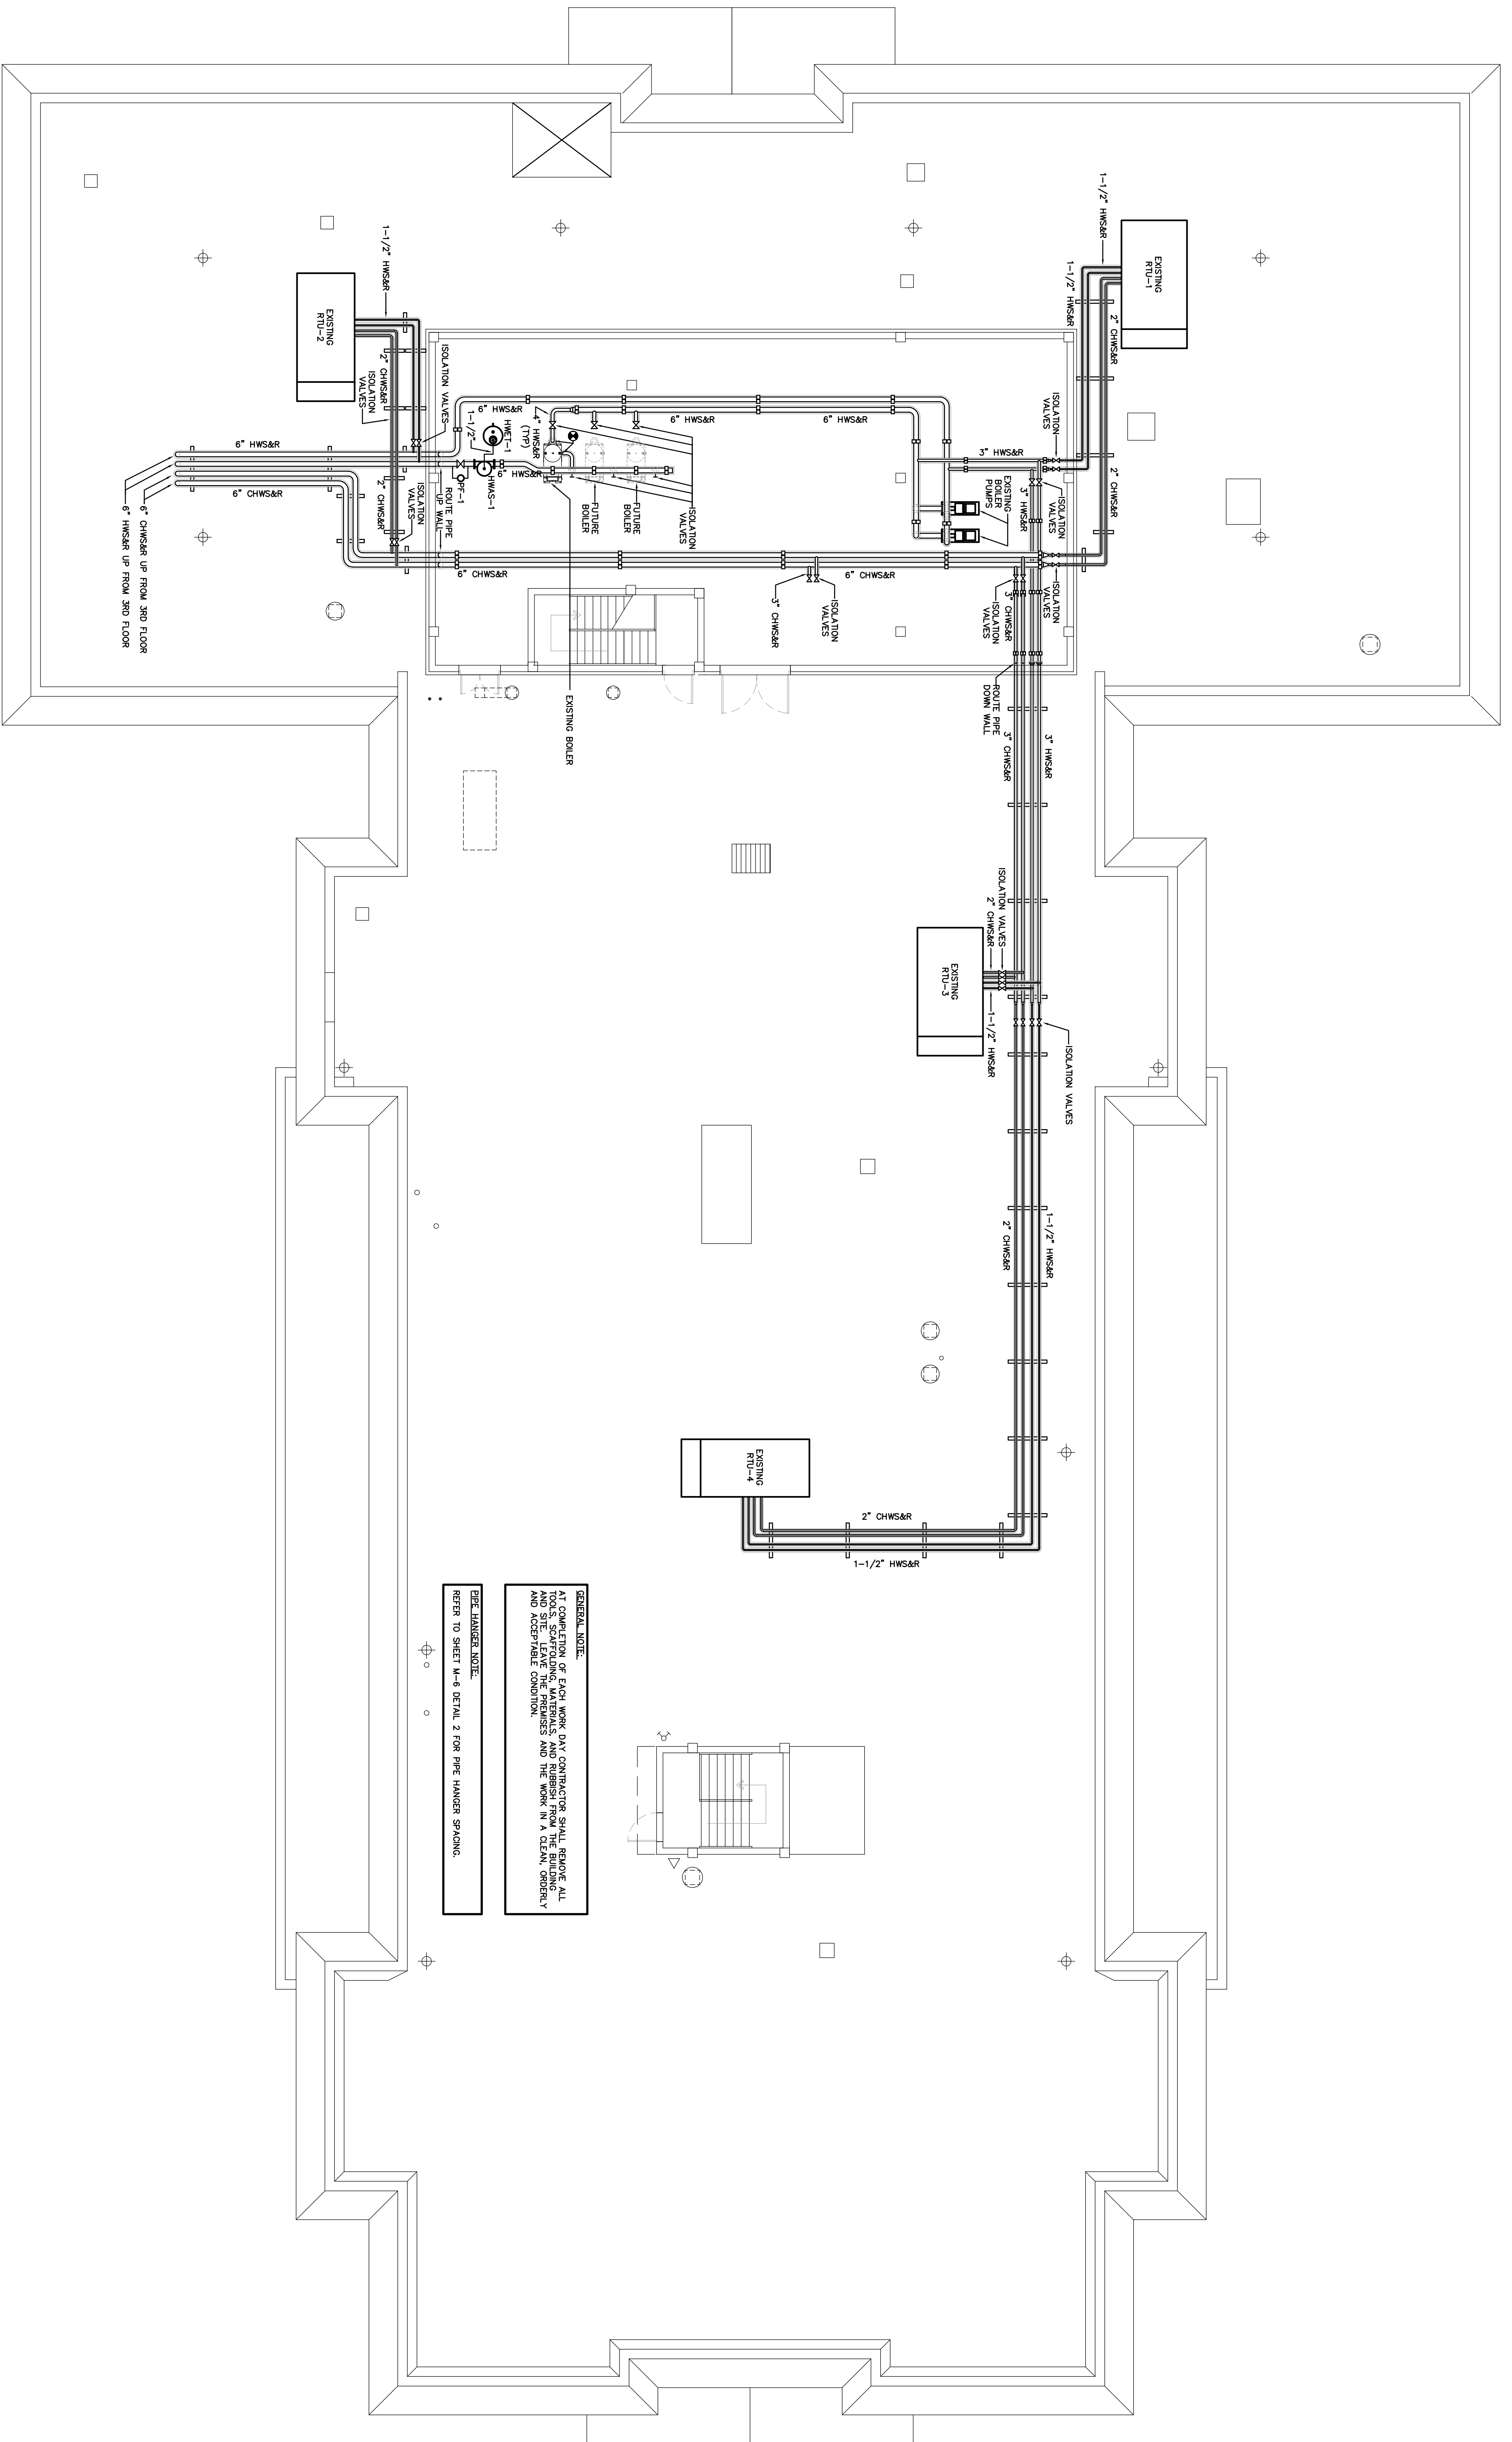 1-1/2" HWS&R
EXISTING
RTU-1
1-1/2" HWS&R
2" CHWS&R
2" CHWS&R
1-1/2" HWS&R
EXISTING
RTU-2
2" CHWS&R
ISOLATION
VALVES
ISOLATION VALVES
6" HWS&R
4" HWS&R
(TYP)
HWET-1
1-1/2"
6" HWS&R
6" HWS&R
ISOLATION
VALVES
3" HWS&R
6" HWS&R
6" CHWS&R
2" CHWS&R
ISOLATION
VALVES
ROUTE PIPE
UP WALL
PF-1
HWAS-1
6" HWS&R
FUTURE
BOILER
FUTURE
BOILER
ISOLATION
VALVES
EXISTING
BOILER
PUMPS
3" HWS&R
ISOLATION
VALVES
6" CHWS&R UP FROM 3RD FLOOR
6" HWS&R UP FROM 3RD FLOOR
6" CHWS&R
6" CHWS&R
3" CHWS&R
ISOLATION
VALVES
ISOLATION
VALVES
3" CHWS&R
ISOLATION
VALVES
EXISTING BOILER
ROUTE PIPE
DOWN WALL
3" CHWS&R
3" HWS&R
ISOLATION VALVES
2" CHWS&R
EXISTING
RTU-3
1-1/2" HWS&R
ISOLATION VALVES
2" CHWS&R
1-1/2" HWS&R
EXISTING
RTU-4
2" CHWS&R
1-1/2" HWS&R
GENERAL NOTE:
AT COMPLETION OF EACH WORK DAY CONTRACTOR SHALL REMOVE ALL
TOOLS, SCAFFOLDING, MATERIALS, AND RUBBISH FROM THE BUILDING
AND SITE. LEAVE THE PREMISES AND THE WORK IN A CLEAN, ORDERLY
AND ACCEPTABLE CONDITION.
PIPE HANGER NOTE:
REFER TO SHEET M-6 DETAIL 2 FOR PIPE HANGER SPACING.